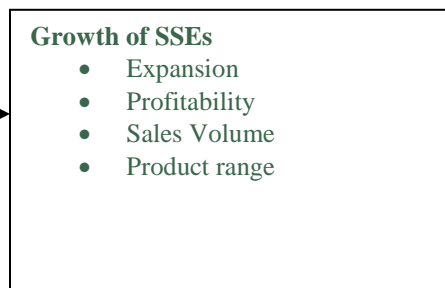 Growth of SSEs
• Expansion
• Profitability
• Sales Volume
• Product range